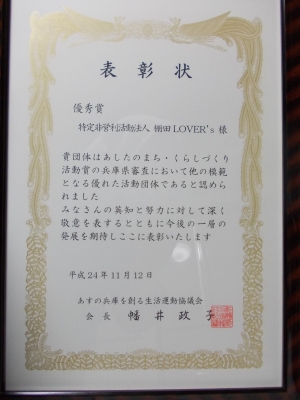 表彰状
優秀賞
特定非営利活動法人 棚田LOVER's 様
貴団体はあしたのまち・くらしづくり
活動賞の兵庫県審査において他の模範
となる優れた活動団体であると認めら
れました
みなさんの英知と努力に対して深く
敬意を表するとともに今後の一層の
発展を期待しここに表彰いたします
平成24年11月12日
あすの兵庫を創る生活運動協議会
会長 幡井政子